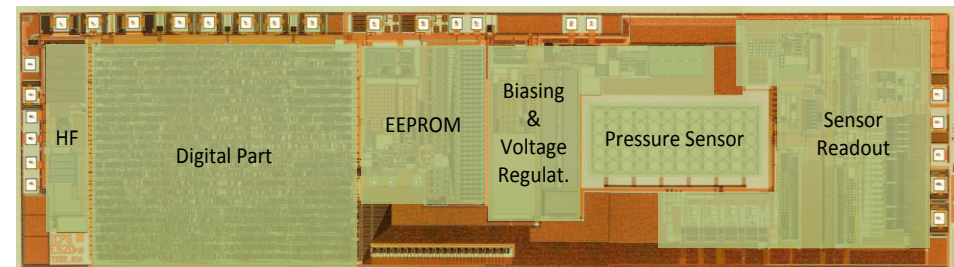 HF
Digital Part
EEPROM
Biasing
&
Voltage
Regulat.
Pressure Sensor
Sensor
Readout